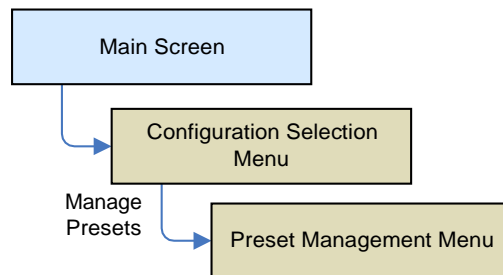 Main Screen
Configuration Selection
Menu
Manage
Presets
Preset Management Menu